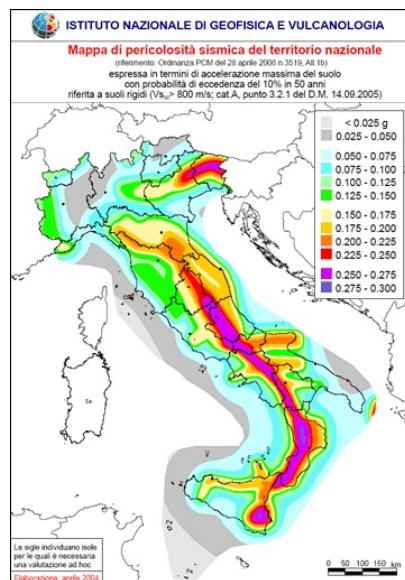 ISTITUTO NAZIONALE DI GEOFISICA E VULCANOLOGIA
Mappa di pericolosità sismica del territorio nazionale
(riferimento: Ordinanza PCM del 28 aprile 2006 n.3519, All.1b)
espressa in termini di accelerazione massima del suolo
con probabilità di eccedenza del 10% in 50 anni
riferita a suoli rigidi (Vs₃₀> 800 m/s; cat.A, punto 3.2.1 del D.M. 14.09.2005)
< 0.025 g
0.025 - 0.050
0.050 - 0.075
0.075 - 0.100
0.100 - 0.125
0.125 - 0.150
0.150 - 0.175
0.175 - 0.200
0.200 - 0.225
0.225 - 0.250
0.250 - 0.275
0.275 - 0.300
Sa
U
Pa
Pe
Le sigle individuano isole
per le quali è necessaria
una valutazione ad hoc
Elaborazione: aprile 2004
0 50 100 150
km